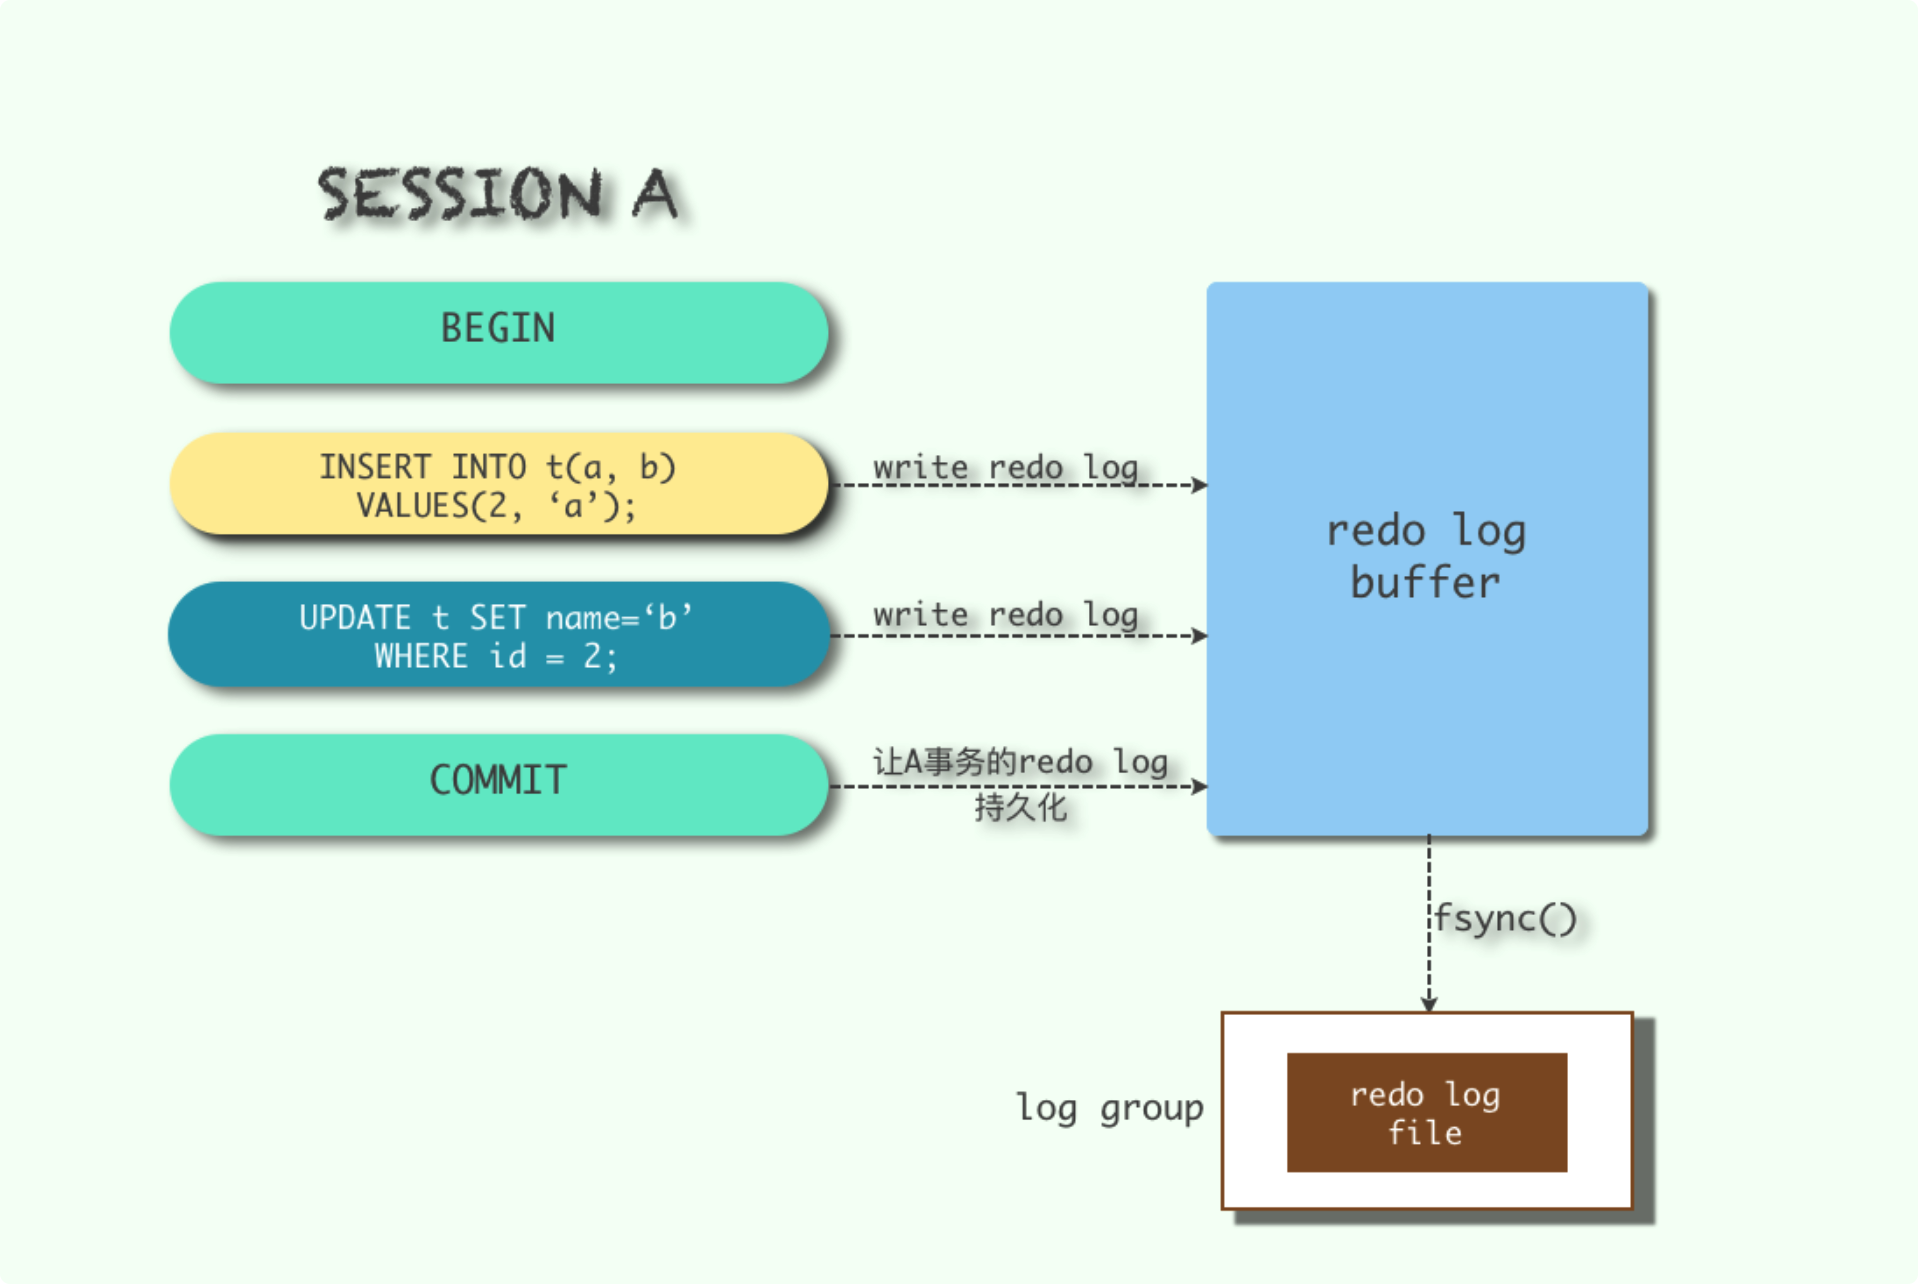 SESSION A
BEGIN
INSERT INTO t(a, b)
VALUES(2, ‘a’);
write redo log
UPDATE t SET name=‘b’
WHERE id = 2;
write redo log
COMMIT
让A事务的redo log
持久化
redo log
buffer
fsync()
log group
redo log
file